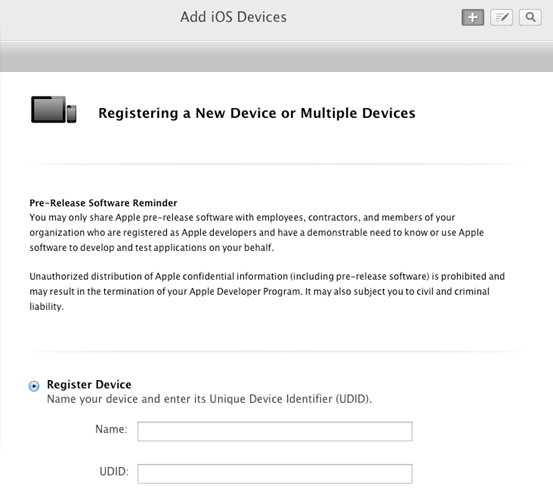 Add iOS Devices
Registering a New Device or Multiple Devices
Pre-Release Software Reminder
You may only share Apple pre-release software with employees, contractors, and members of your
organization who are registered as Apple developers and have a demonstrable need to know or use Apple
software to develop and test applications on your behalf.
Unauthorized distribution of Apple confidential information (including pre-release software) is prohibited and
may result in the termination of your Apple Developer Program. It may also subject you to civil and criminal
liability.
Register Device
Name your device and enter its Unique Device Identifier (UDID).
Name:
UDID: